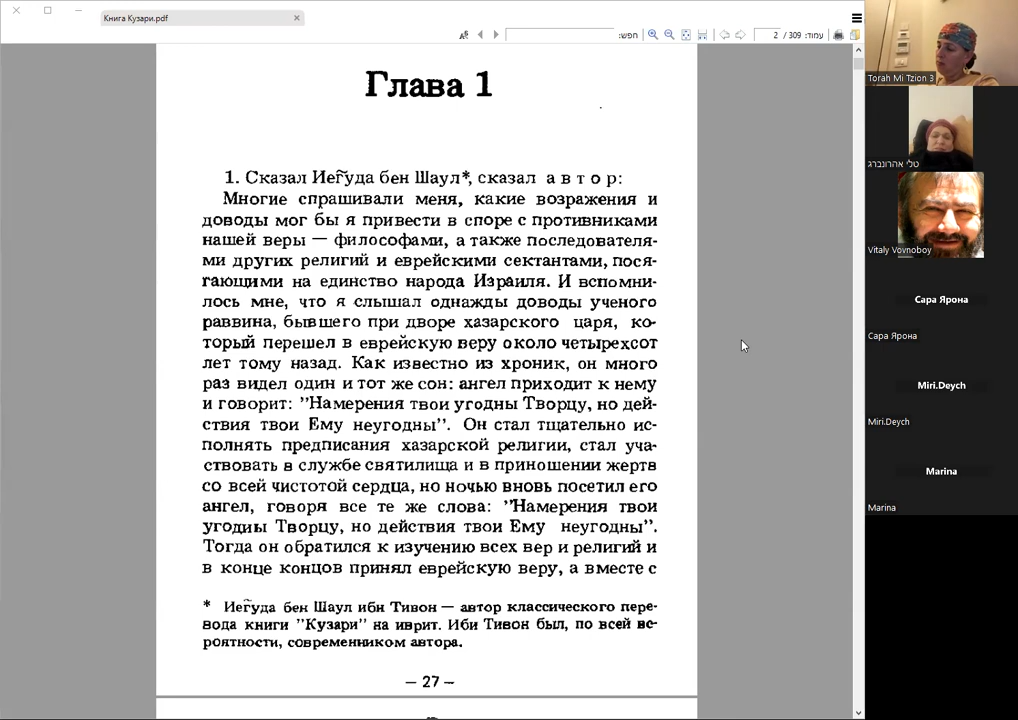 Книга Кузари.pdf
חפש:
2 / 309
עמוד:
Глава 1
1. Сказал Иеѓуда бен Шаул*, сказал а в т о р:
Многие спрашивали меня, какие возражения и
доводы мог бы я привести в споре с противниками
нашей веры — философами, а также последователя-
ми других религий и еврейскими сектантами, пося-
гающими на единство народа Израиля. И вспомни-
лось мне, что я слышал однажды доводы ученого
раввина, бывшего при дворе хазарского царя, ко-
торый перешел в еврейскую веру около четырехсот
лет тому назад. Как известно из хроник, он много
раз видел один и тот же сон: ангел приходит к нему
и говорит: "Намерения твои угодны Творцу, но дей-
ствия твои Ему неугодны". Он стал тщательно ис-
полнять предписания хазарской религии, стал уча-
ствовать в службе святилища и в приношении жертв
со всей чистотой сердца, но ночью вновь посетил его
ангел, говоря все те же слова: "Намерения твои
угодны Творцу, но действия твои Ему неугодны".
Тогда он обратился к изучению всех вер и религий и
в конце концов принял еврейскую веру, а вместе с
* Иеѓуда бен Шаул ибн Тивон — автор классического пере-
вода книги "Кузари" на иврит. Иби Тивон был, по всей ве-
роятности, современником автора.
— 27 —
Torah Mi Tzion 3
טלי אהרונברג
Vitaly Vovnoboy
Сара Ярона
Сара Ярона
Miri.Deych
Miri.Deych
Marina
Marina